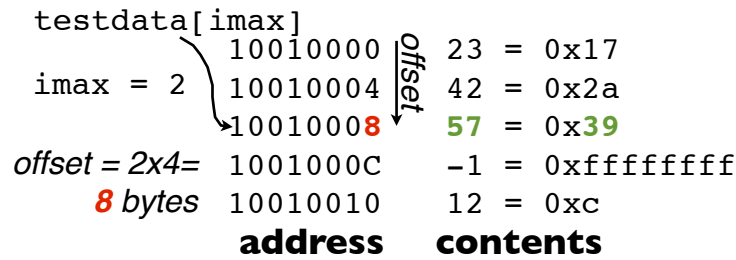 testdata[imax]
10010000 offset 23 = 0x17
imax = 2 10010004 42 = 0x2a
10010008 57 = 0x39
offset = 2x4= 1001000C -1 = 0xffffffff
8 bytes 10010010 12 = 0xc
address contents